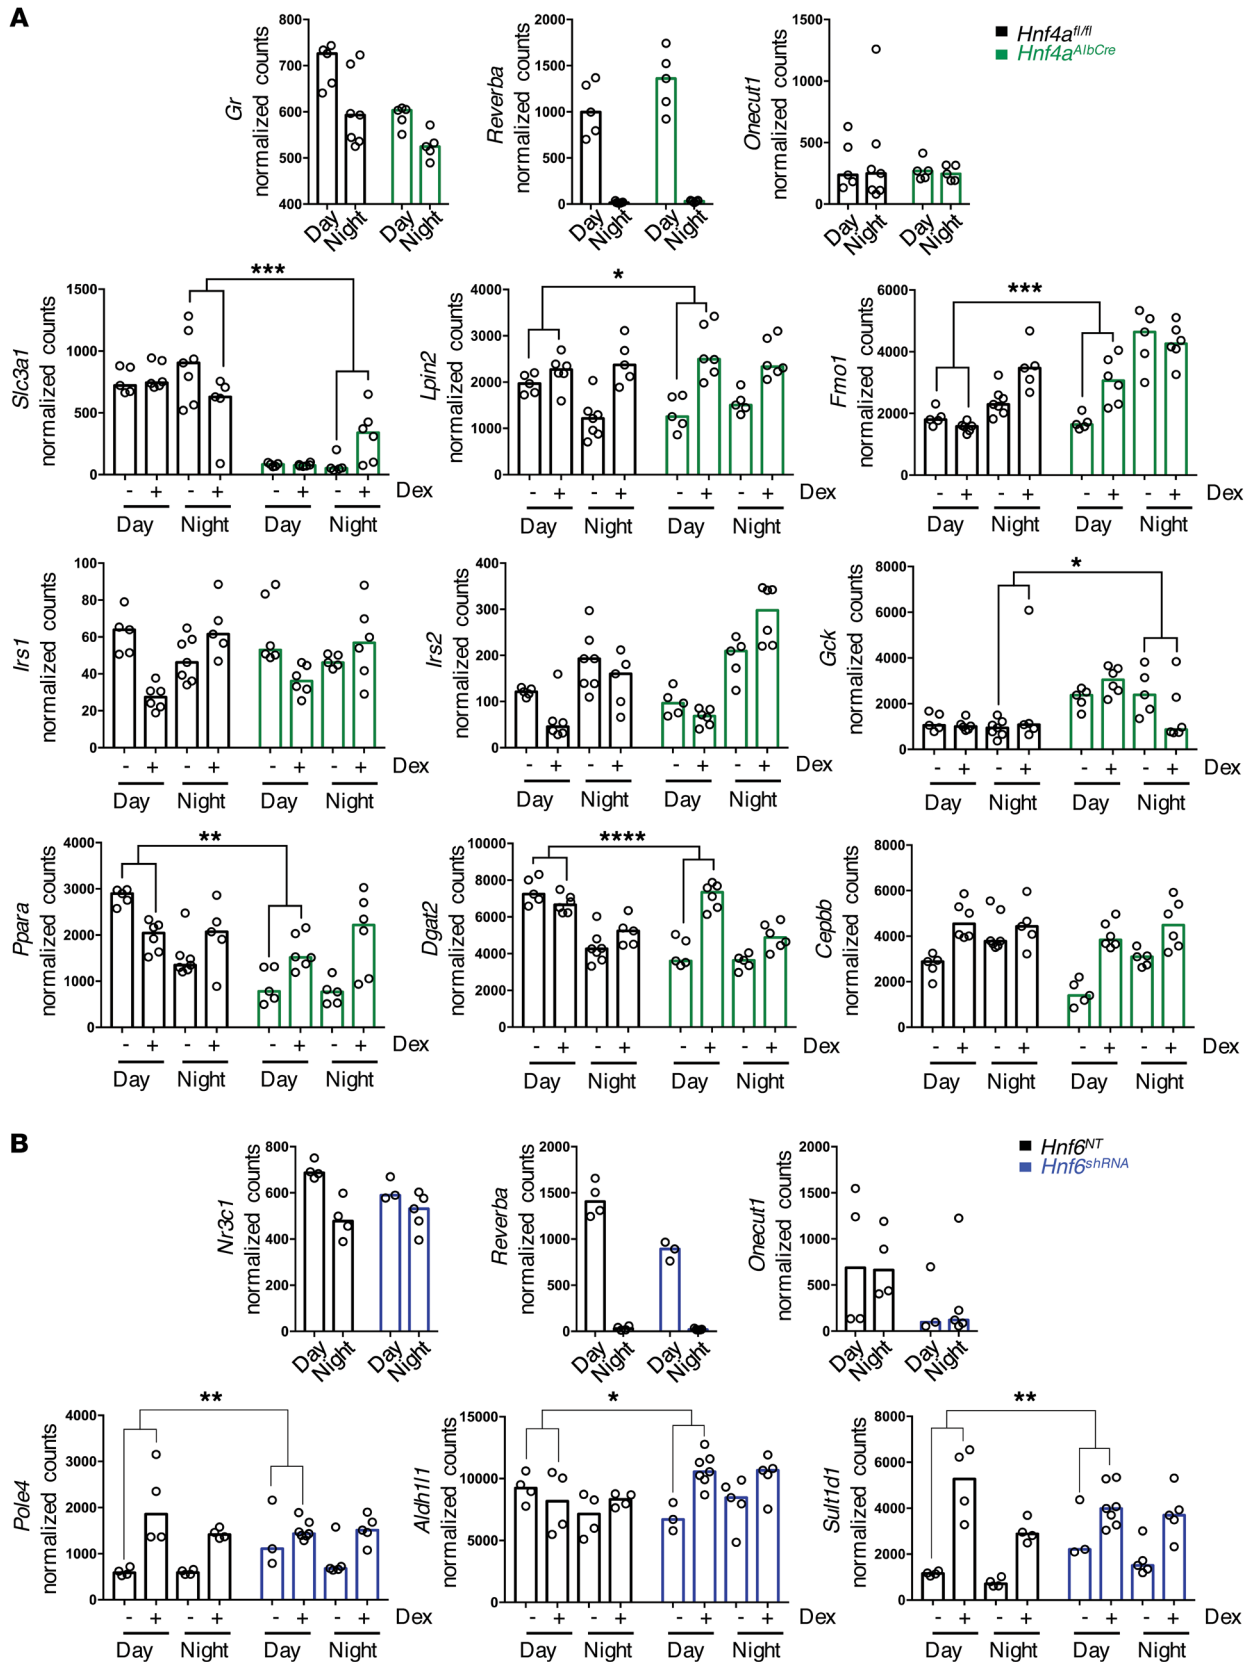 A
Hnf4a^fl/fl
Hnf4a^AlbCre
Gr
normalized counts
800
700
600
500
400
Day
Night
Day
Night
Reverba
normalized counts
2000
1500
1000
500
0
Day
Night
Day
Night
Onecut1
normalized counts
1500
1000
500
0
Day
Night
Day
Night
Slc3a1
normalized counts
1500
1000
500
0
***
- + - + - + - + Dex
Day Night Day Night
Lpin2
normalized counts
4000
3000
2000
1000
0
*
- + - + - + - + Dex
Day Night Day Night
Fmo1
normalized counts
6000
4000
2000
0
***
- + - + - + - + Dex
Day Night Day Night
Irs1
normalized counts
100
80
60
40
20
0
- + - + - + - + Dex
Day Night Day Night
Irs2
normalized counts
400
300
200
100
0
- + - + - + - + Dex
Day Night Day Night
Gck
normalized counts
8000
6000
4000
2000
0
*
- + - + - + - + Dex
Day Night Day Night
Ppara
normalized counts
4000
3000
2000
1000
0
**
- + - + - + - + Dex
Day Night Day Night
Dgat2
normalized counts
10000
8000
6000
4000
2000
0
****
- + - + - + - + Dex
Day Night Day Night
Cepbb
normalized counts
8000
6000
4000
2000
0
- + - + - + - + Dex
Day Night Day Night
B
Hnf6^NT
Hnf6^shRNA
Nr3c1
normalized counts
800
600
400
200
0
Day
Night
Day
Night
Reverba
normalized counts
2000
1500
1000
500
0
Day
Night
Day
Night
Onecut1
normalized counts
2000
1500
1000
500
0
Day
Night
Day
Night
Pole4
normalized counts
4000
3000
2000
1000
0
**
- + - + - + - + Dex
Day Night Day Night
Aldh1l1
normalized counts
15000
10000
5000
0
*
- + - + - + - + Dex
Day Night Day Night
Sult1d1
normalized counts
8000
6000
4000
2000
0
**
- + - + - + - + Dex
Day Night Day Night